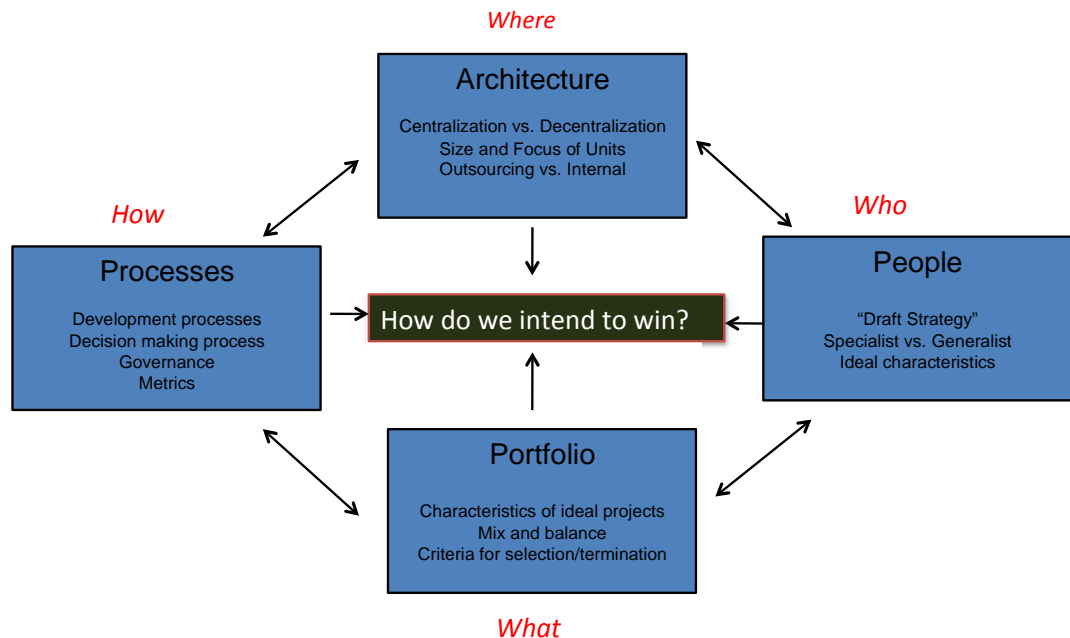 Where
Architecture
Centralization vs. Decentralization
Size and Focus of Units
Outsourcing vs. Internal
How
Processes
Development processes
Decision making process
Governance
Metrics
Who
People
“Draft Strategy”
Specialist vs. Generalist
Ideal characteristics
How do we intend to win?
Portfolio
Characteristics of ideal projects
Mix and balance
Criteria for selection/termination
What